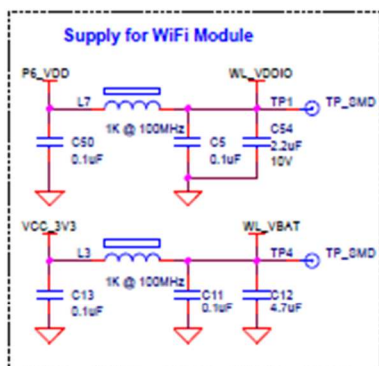 Supply for WiFi Module
P6_VDD
WL_VDDIO
L7
TP1
TP_SMD
C50
0.1uF
1K @ 100MHz
C5
0.1uF
C54
2.2uF
10V
VCC_3V3
WL_VBAT
L3
TP4
TP_SMD
C13
0.1uF
1K @ 100MHz
C11
0.1uF
C12
4.7uF